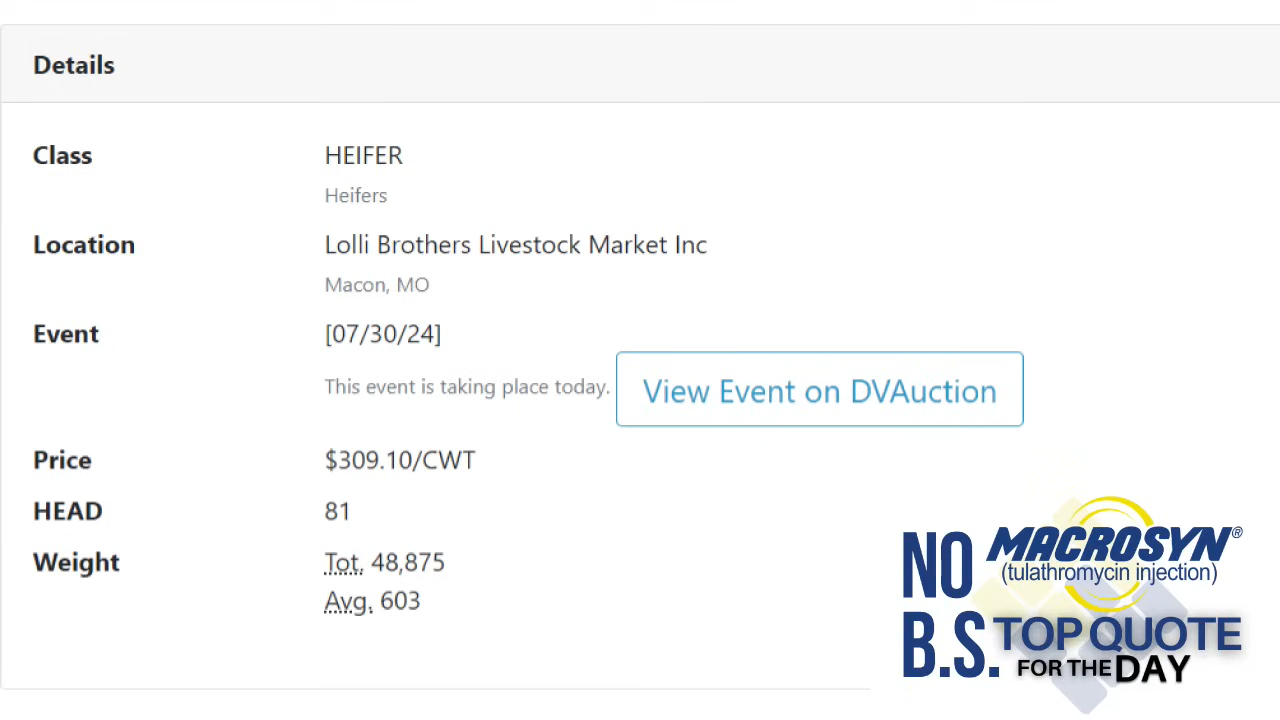 Details
Class HEIFER
Heifers
Location Lolli Brothers Livestock Market Inc
Macon, MO
Event [07/30/24]
This event is taking place today. View Event on DVAuction
Price $309.10/CWT
HEAD 81
Weight Tot. 48,875
Avg. 603
NO MACROSYN®
(tulathromycin injection)
B.S. TOP QUOTE
FOR THE DAY